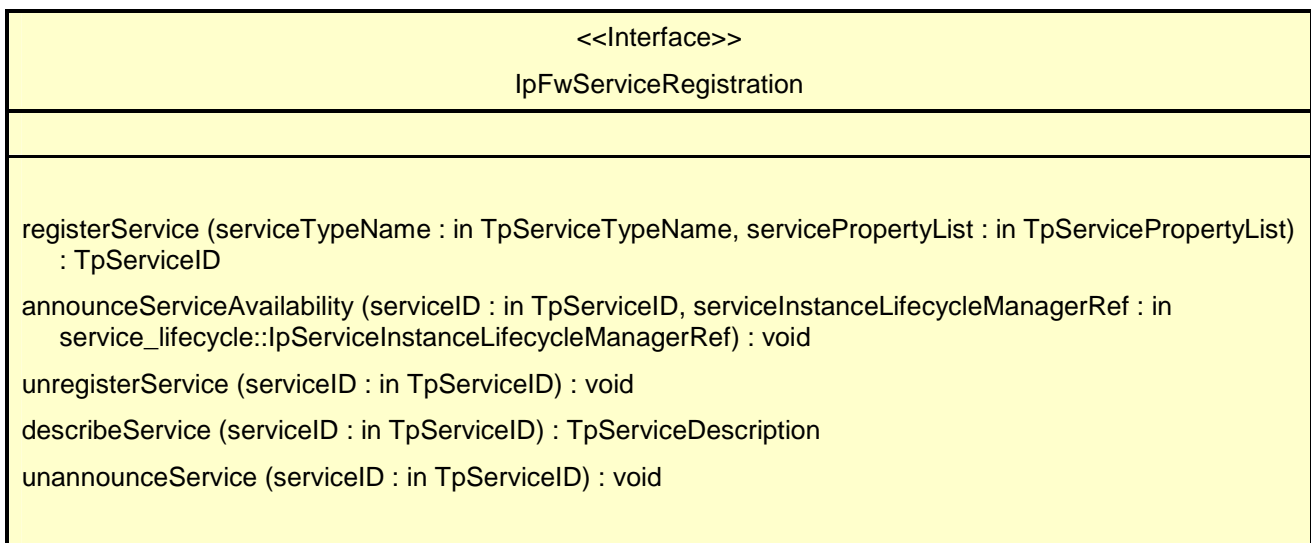 <<Interface>>
IpFwServiceRegistration
registerService (serviceTypeName : in TpServiceTypeName, servicePropertyList : in TpServicePropertyList)
: TpServiceID
announceServiceAvailability (serviceID : in TpServiceID, serviceInstanceLifecycleManagerRef : in
service_lifecycle::IpServiceInstanceLifecycleManagerRef) : void
unregisterService (serviceID : in TpServiceID) : void
describeService (serviceID : in TpServiceID) : TpServiceDescription
unannounceService (serviceID : in TpServiceID) : void